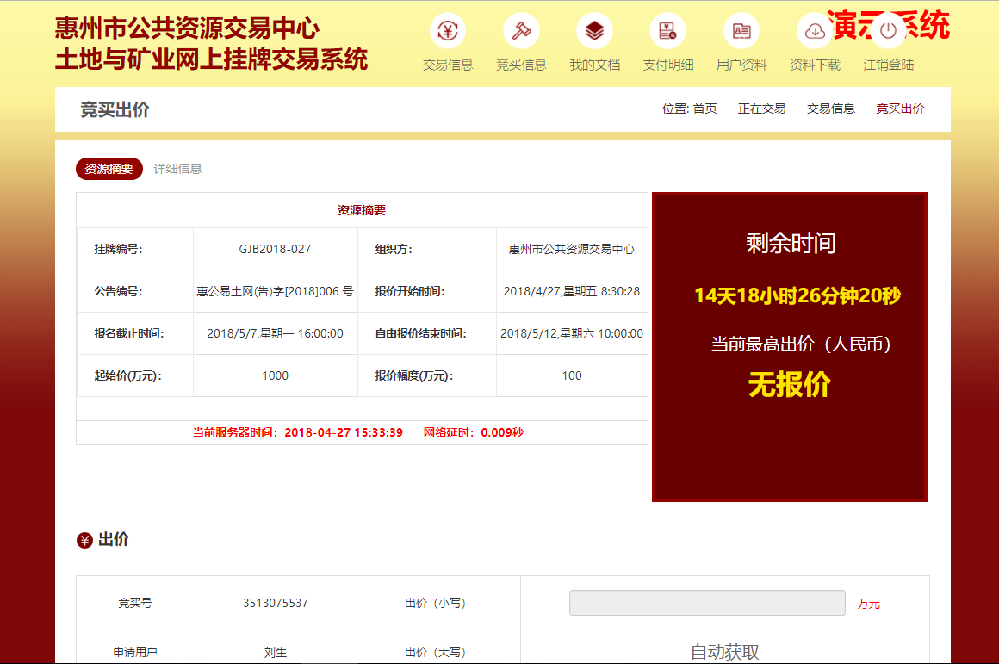 惠州市公共资源交易中心
土地与矿业网上挂牌交易系统
演示系统
交易信息 竞买信息 我的文档 支付明细 用户资料 资料下载 注销登陆
竞买出价
位置: 首页 - 正在交易 - 交易信息 - 竞买出价
资源摘要 详细信息
资源摘要
挂牌编号： GJB2018-027 组织方： 惠州市公共资源交易中心
公告编号： 惠公易土网(告)字[2018]006 号 报价开始时间： 2018/4/27,星期五 8:30:28
报名截止时间： 2018/5/7,星期一 16:00:00 自由报价结束时间： 2018/5/12,星期六 10:00:00
起始价(万元)： 1000 报价幅度(万元)： 100
当前服务器时间：2018-04-27 15:33:39 网络延时：0.009秒
剩余时间
14天18小时26分钟20秒
当前最高出价（人民币）
无报价
出价
竞买号 3513075537 出价（小写） 万元
申请用户 刘生 出价（大写） 自动获取